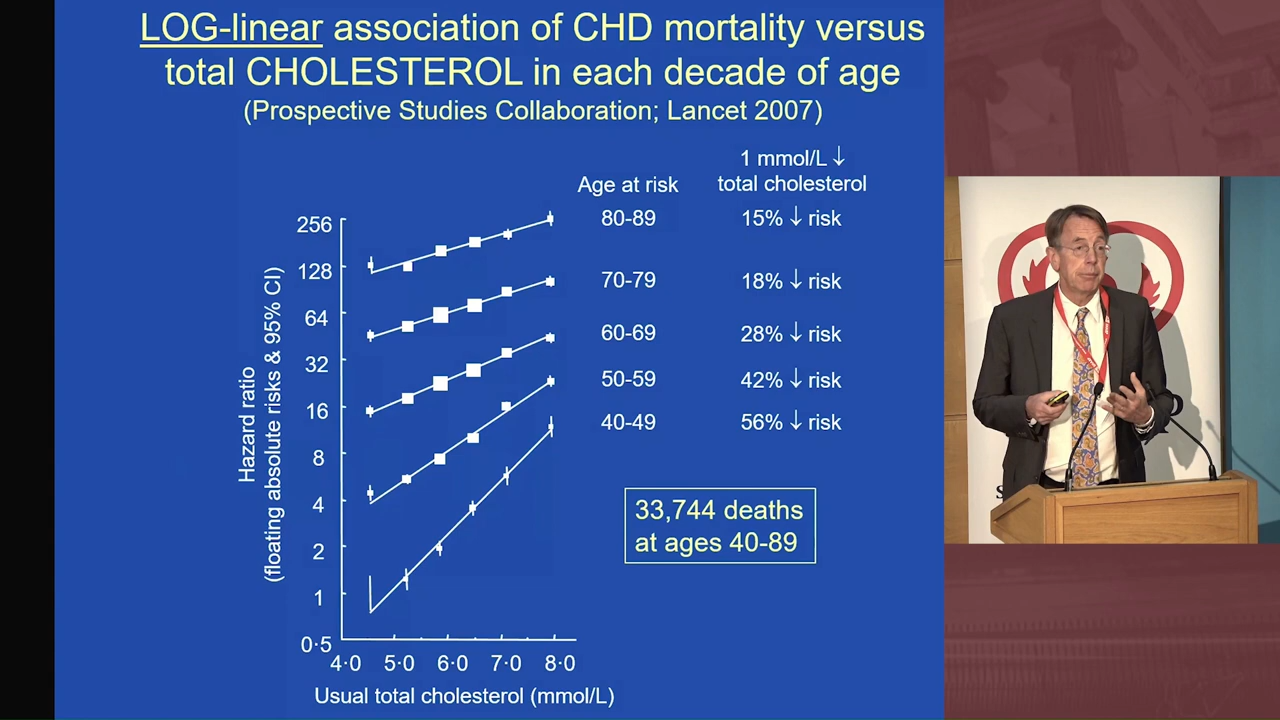 LOG-linear association of CHD mortality versus
total CHOLESTEROL in each decade of age
(Prospective Studies Collaboration; Lancet 2007)
1 mmol/L ↓
Age at risk total cholesterol
80-89 15% ↓ risk
70-79 18% ↓ risk
60-69 28% ↓ risk
50-59 42% ↓ risk
40-49 56% ↓ risk
33,744 deaths
at ages 40-89
Hazard ratio
(floating absolute risks & 95% CI)
256
128
64
32
16
8
4
2
1
0·5
4·0 5·0 6·0 7·0 8·0
Usual total cholesterol (mmol/L)